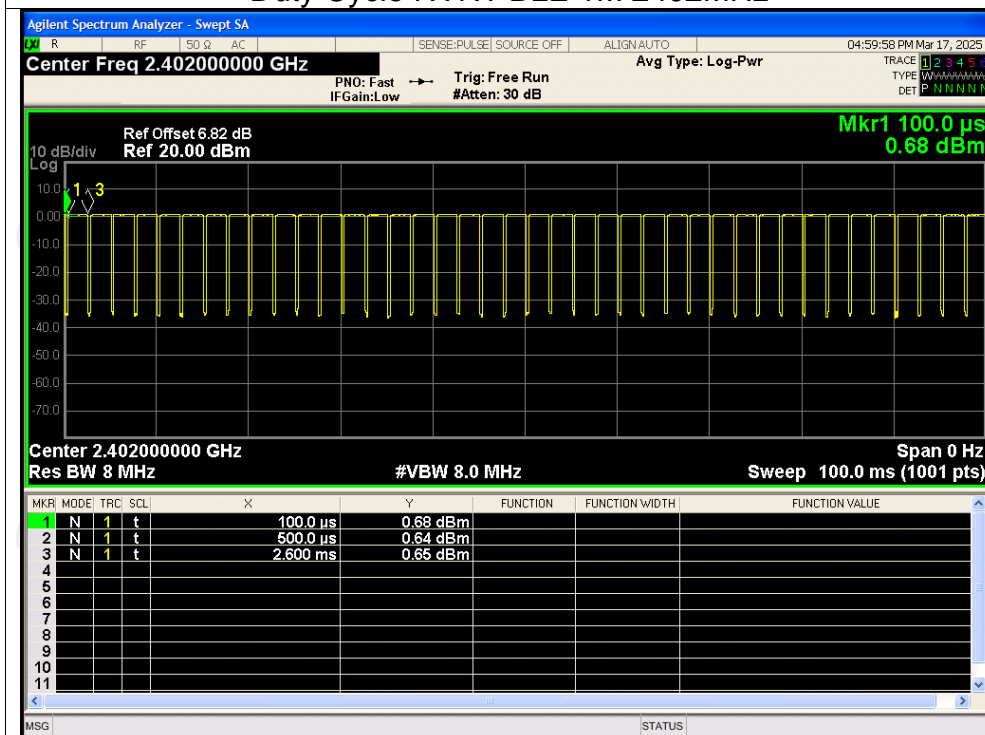 Agilent Spectrum Analyzer - Swept SA
LXI R RF 50 Ω AC SENSE:PULSE SOURCE OFF ALIGN AUTO 04:59:58 PM Mar 17, 2025
Center Freq 2.402000000 GHz Avg Type: Log-Pwr TRACE 1 2 3 4 5 6
PNO: Fast Trig: Free Run TYPE
IFGain:Low #Atten: 30 dB DET P N N N N
Mkr1 100.0 µs
Ref Offset 6.82 dB
10 dB/div Ref 20.00 dBm 0.68 dBm
Log
10.0
1 3
0.00
-10.0
-20.0
-30.0
-40.0
-50.0
-60.0
-70.0
Center 2.402000000 GHz Span 0 Hz
Res BW 8 MHz #VBW 8.0 MHz Sweep 100.0 ms (1001 pts)
MKR MODE TRC SCL X Y FUNCTION FUNCTION WIDTH FUNCTION VALUE
1 N 1 t 100.0 µs 0.68 dBm
2 N 1 t 500.0 µs 0.64 dBm
3 N 1 t 2.600 ms 0.65 dBm
4
5
6
7
8
9
10
11
MSG STATUS